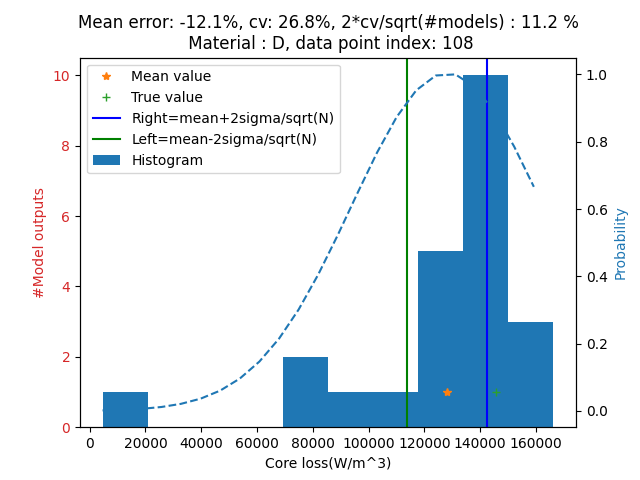 Mean error: -12.1%, cv: 26.8%, 2*cv/sqrt(#models) : 11.2 %
Material : D, data point index: 108
Mean value
True value
Right=mean+2sigma/sqrt(N)
Left=mean-2sigma/sqrt(N)
Histogram
#Model outputs
10
8
6
4
2
0
1.0
0.8
0.6
0.4
0.2
0.0
Probability
0 20000 40000 60000 80000 100000 120000 140000 160000
Core loss(W/m^3)